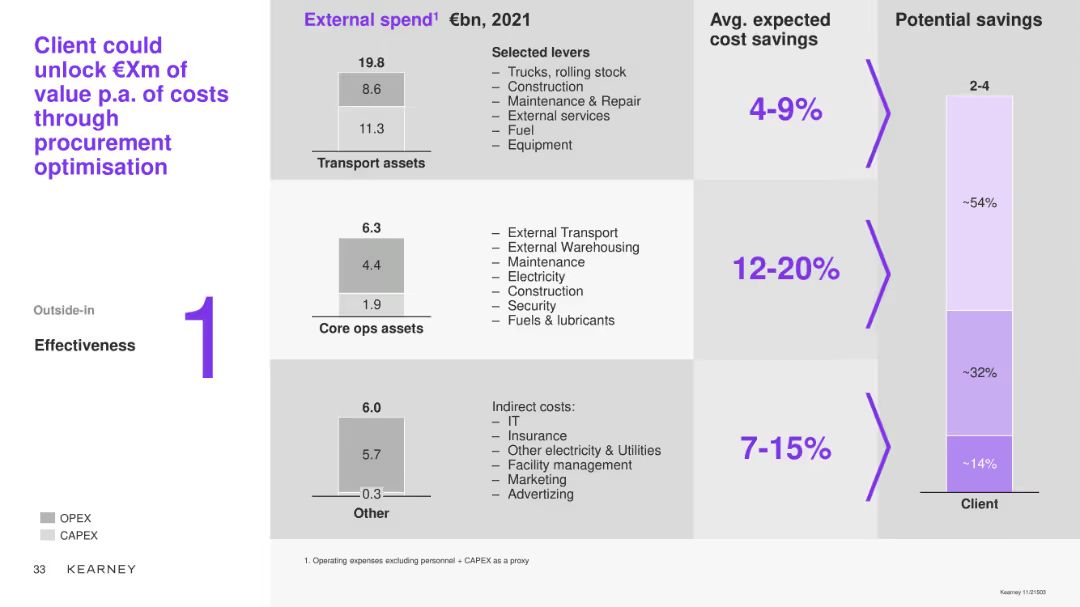 Client could
unlock €Xm of
value p.a. of costs
through
procurement
optimisation
Outside-in
Effectiveness
1
OPEX
CAPEX
External spend¹ €bn, 2021
19.8
8.6
11.3
Transport assets
Selected levers
– Trucks, rolling stock
– Construction
– Maintenance & Repair
– External services
– Fuel
– Equipment
6.3
4.4
1.9
Core ops assets
– External Transport
– External Warehousing
– Maintenance
– Electricity
– Construction
– Security
– Fuels & lubricants
6.0
5.7
0.3
Other
Indirect costs:
– IT
– Insurance
– Other electricity & Utilities
– Facility management
– Marketing
– Advertizing
Avg. expected
cost savings
4-9%
12-20%
7-15%
Potential savings
2-4
~54%
~32%
~14%
Client
1. Operating expenses excluding personnel + CAPEX as a proxy
33 KEARNEY
Kearney 11/21503